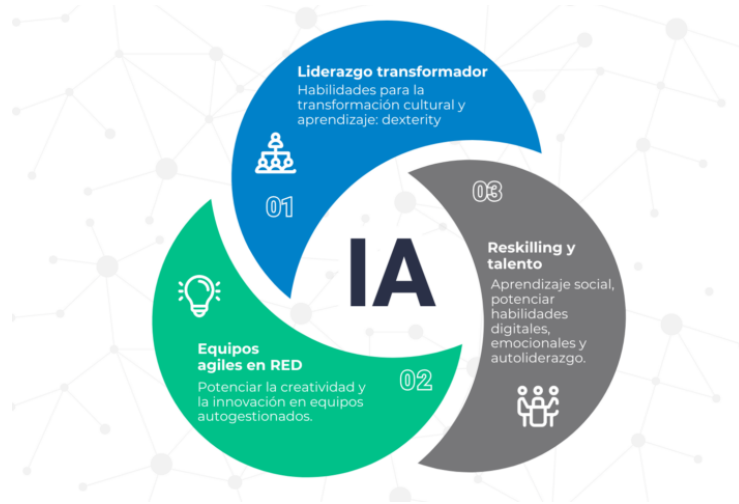 Liderazgo transformador
Habilidades para la
transformación cultural y
aprendizaje: dexterity
01
IA
Equipos
agiles en RED
Potenciar la creatividad y
la innovación en equipos
autogestionados.
02
03
Reskilling y
talento
Aprendizaje social,
potenciar
habilidades
digitales,
emocionales y
autoliderazgo.